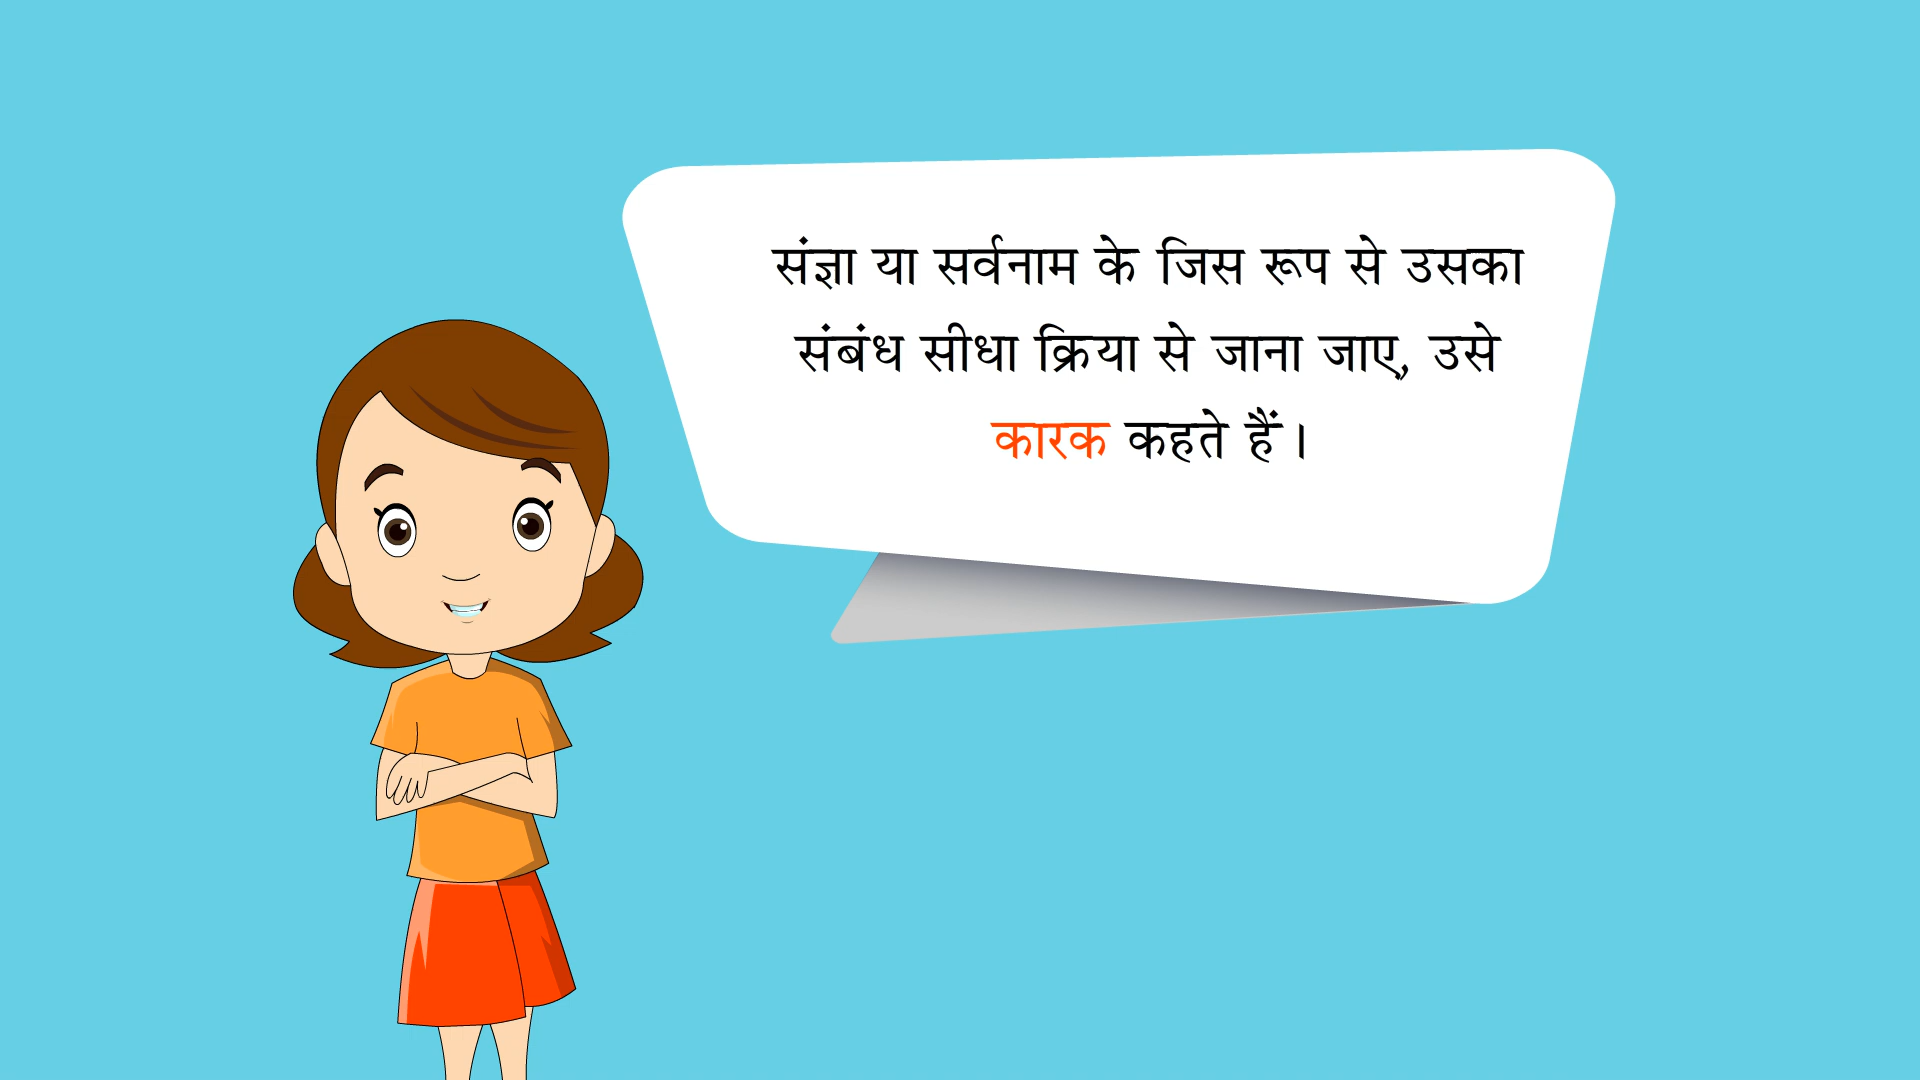 संज्ञा या सर्वनाम के जिस रूप से उसका
संबंध सीधा क्रिया से जाना जाए, उसे
कारक कहते हैं।